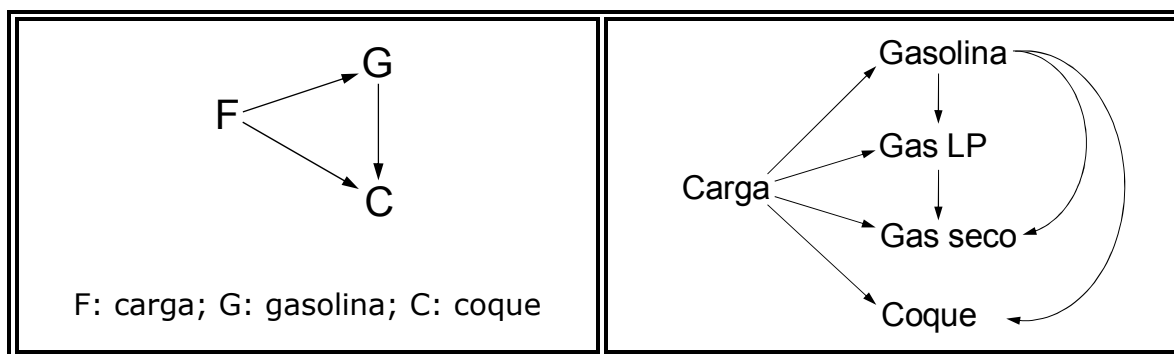 G
F
C
F: carga; G: gasolina; C: coque
Gasolina
Gas LP
Carga
Gas seco
Coque